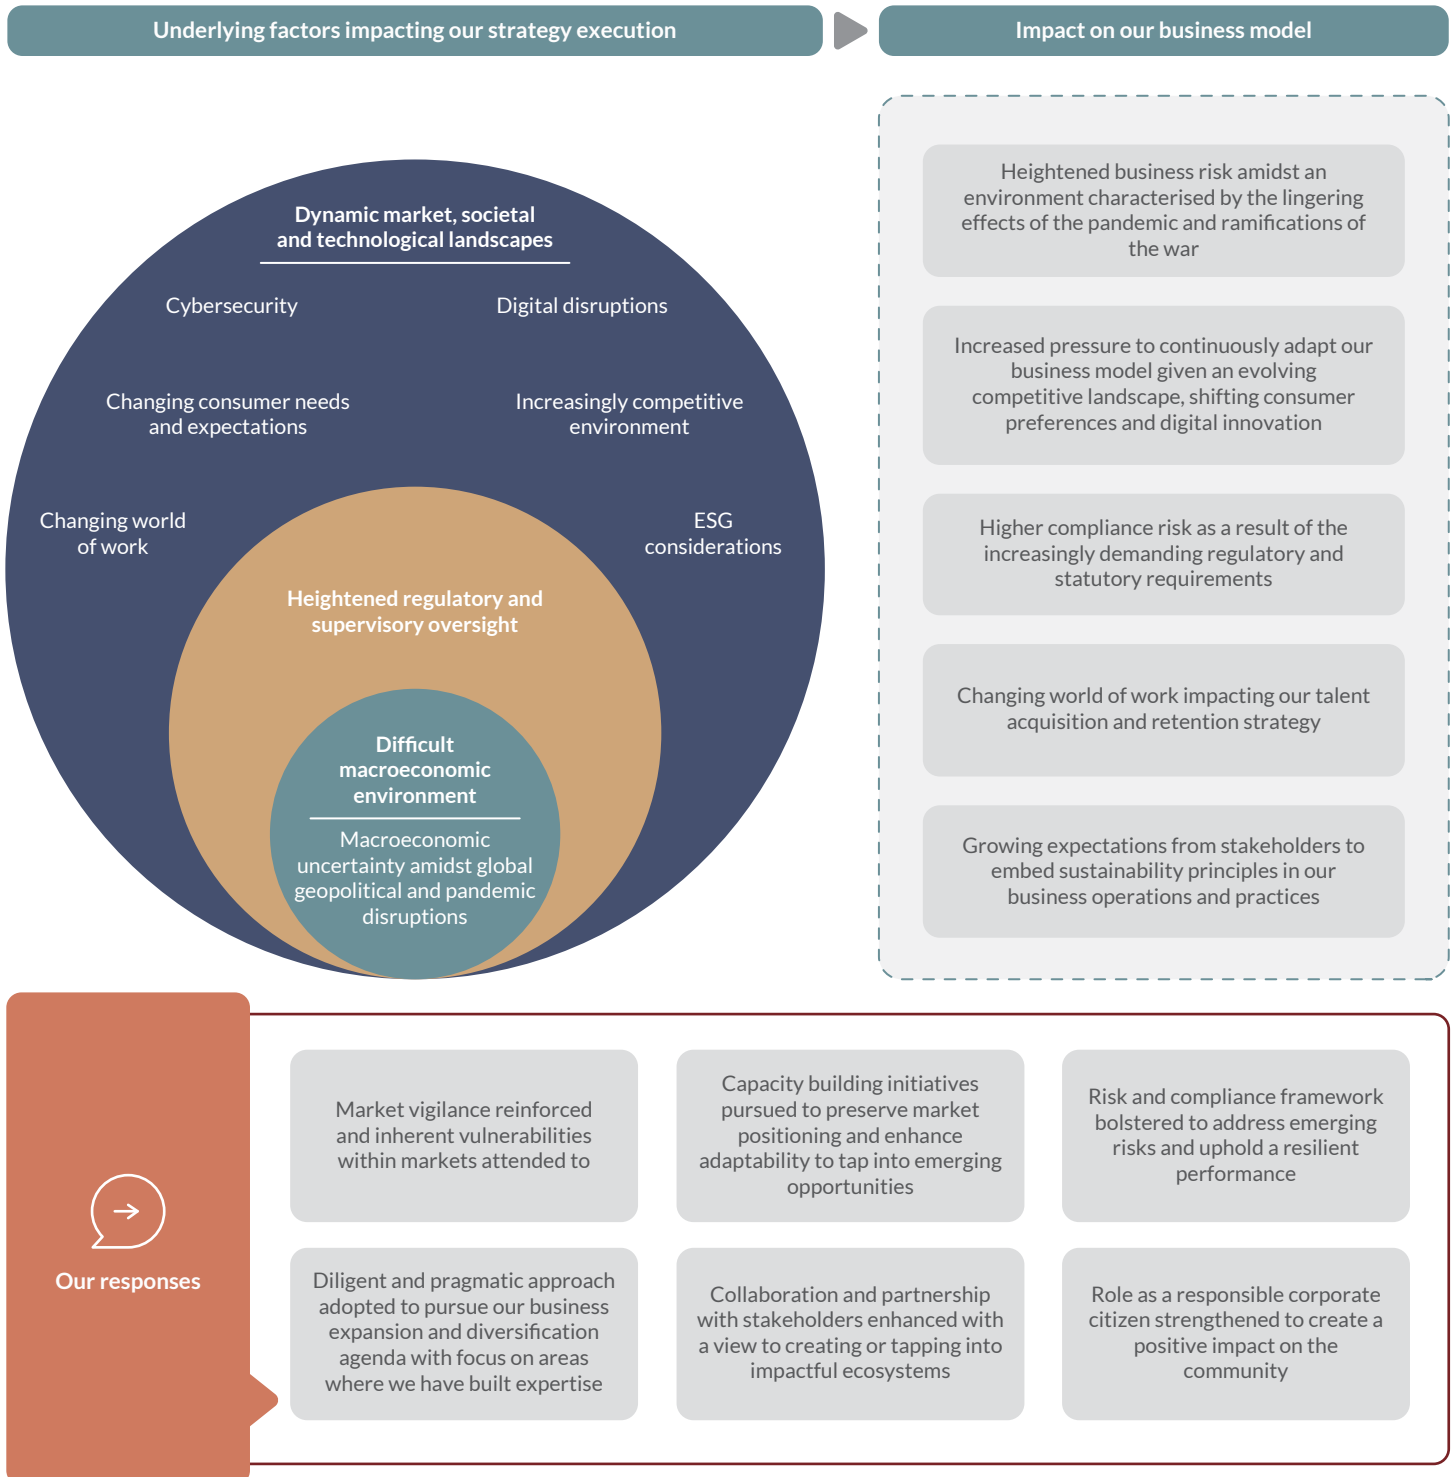 Underlying factors impacting our strategy execution
Impact on our business model
Dynamic market, societal
and technological landscapes
Cybersecurity
Digital disruptions
Changing consumer needs
and expectations
Increasingly competitive
environment
Changing world
of work
ESG
considerations
Heightened regulatory and
supervisory oversight
Difficult
macroeconomic
environment
Macroeconomic
uncertainty amidst global
geopolitical and pandemic
disruptions
Heightened business risk amidst an
environment characterised by the lingering
effects of the pandemic and ramifications of
the war
Increased pressure to continuously adapt our
business model given an evolving
competitive landscape, shifting consumer
preferences and digital innovation
Higher compliance risk as a result of the
increasingly demanding regulatory and
statutory requirements
Changing world of work impacting our talent
acquisition and retention strategy
Growing expectations from stakeholders to
embed sustainability principles in our
business operations and practices
Our responses
Market vigilance reinforced
and inherent vulnerabilities
within markets attended to
Capacity building initiatives
pursued to preserve market
positioning and enhance
adaptability to tap into emerging
opportunities
Risk and compliance framework
bolstered to address emerging
risks and uphold a resilient
performance
Diligent and pragmatic approach
adopted to pursue our business
expansion and diversification
agenda with focus on areas
where we have built expertise
Collaboration and partnership
with stakeholders enhanced with
a view to creating or tapping into
impactful ecosystems
Role as a responsible corporate
citizen strengthened to create a
positive impact on the
community